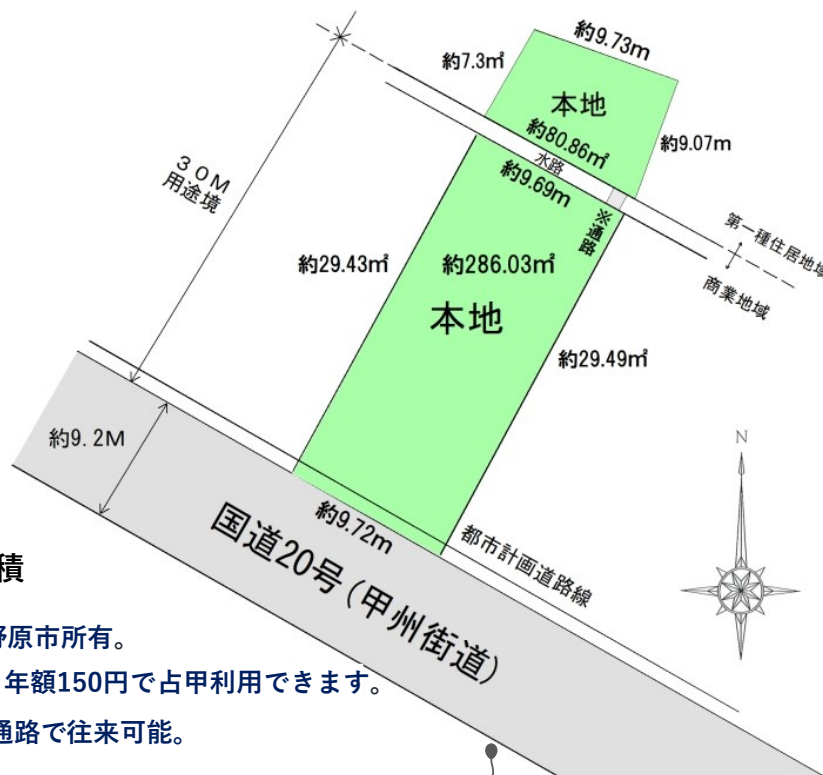 約9.73m
約7.3㎡
本地
約80.86㎡
約9.07m
水路
約9.69m
※通路
30M
用途境
第一種住居地域
商業地域
約29.43㎡
約286.03㎡
本地
約29.49㎡
約9.2M
N
約9.72m
都市計画道路線
国道20号(甲州街道)
積
野原市所有。
年額150円で占甲利用できます。
通路で往来可能。